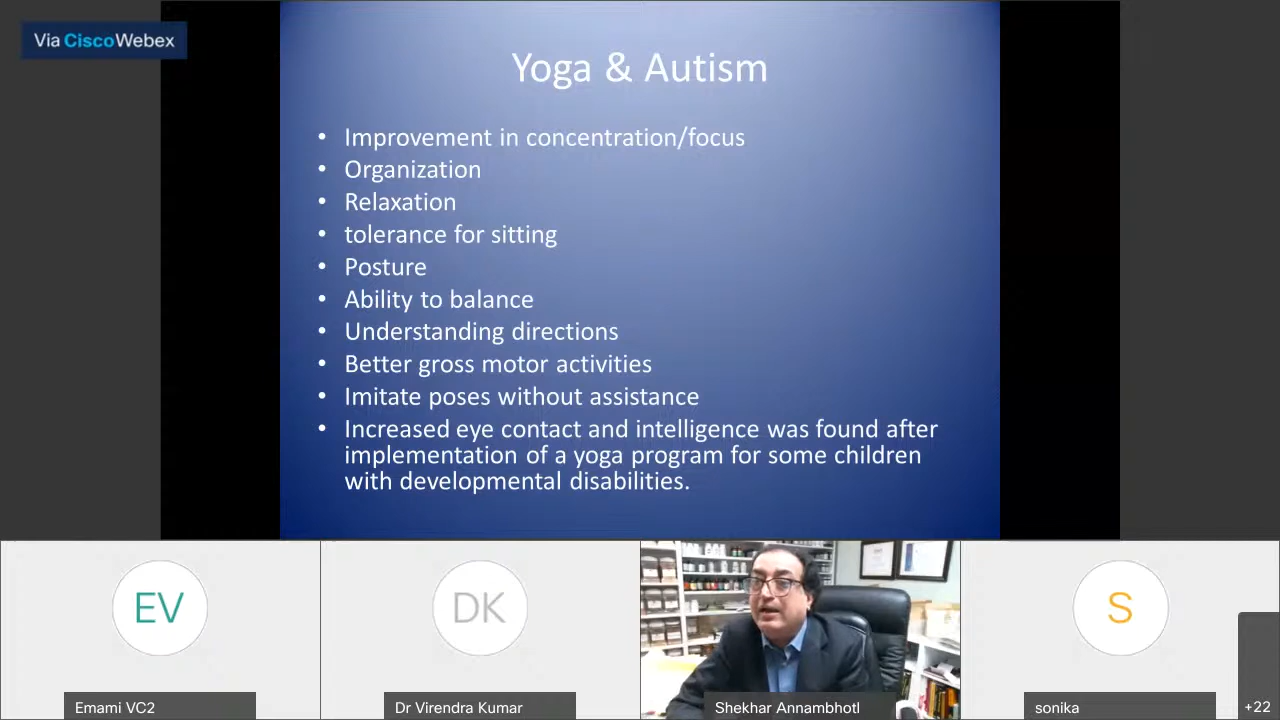 Via CiscoWebex
Yoga & Autism
• Improvement in concentration/focus
• Organization
• Relaxation
• tolerance for sitting
• Posture
• Ability to balance
• Understanding directions
• Better gross motor activities
• Imitate poses without assistance
• Increased eye contact and intelligence was found after
implementation of a yoga program for some children
with developmental disabilities.
EV
DK
S
Emami VC2
Dr Virendra Kumar
Shekhar Annambhotl
sonika
+22